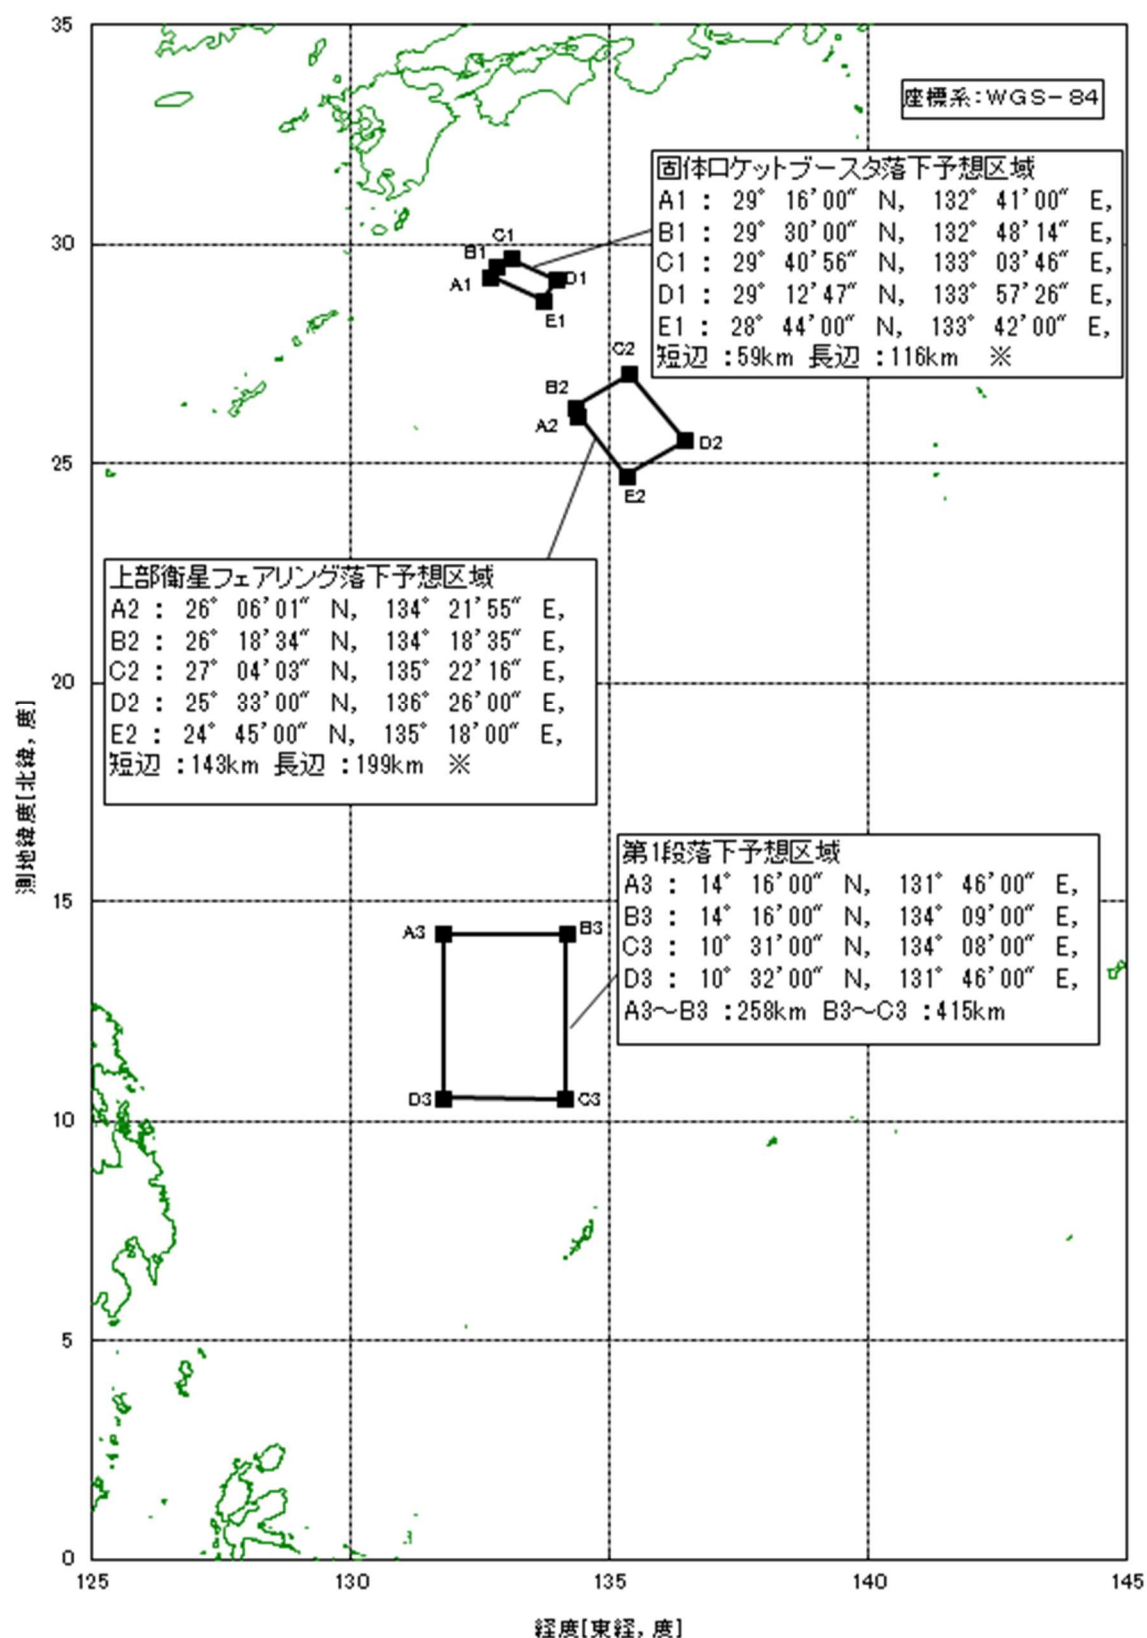 35
座標系：WGS－84
固体ロケットブースタ落下予想区域
A1 : 29° 16'00" N, 132° 41'00" E,
B1 : 29° 30'00" N, 132° 48'14" E,
C1 : 29° 40'56" N, 133° 03'46" E,
D1 : 29° 12'47" N, 133° 57'26" E,
E1 : 28° 44'00" N, 133° 42'00" E,
短辺 :59km 長辺 :116km ※
30
C1
B1
A1
D1
E1
C2
B2
A2
D2
E2
25
上部衛星フェアリング落下予想区域
A2 : 26° 06'01" N, 134° 21'55" E,
B2 : 26° 18'34" N, 134° 18'35" E,
C2 : 27° 04'03" N, 135° 22'16" E,
D2 : 25° 33'00" N, 136° 26'00" E,
E2 : 24° 45'00" N, 135° 18'00" E,
短辺 :143km 長辺 :199km ※
20
測地緯度[北緯, 度]
第1段落下予想区域
A3 : 14° 16'00" N, 131° 46'00" E,
B3 : 14° 16'00" N, 134° 09'00" E,
C3 : 10° 31'00" N, 134° 08'00" E,
D3 : 10° 32'00" N, 131° 46'00" E,
A3～B3 :258km B3～C3 :415km
15
A3
B3
D3
C3
10
5
0
125
130
135
140
145
経度[東経, 度]